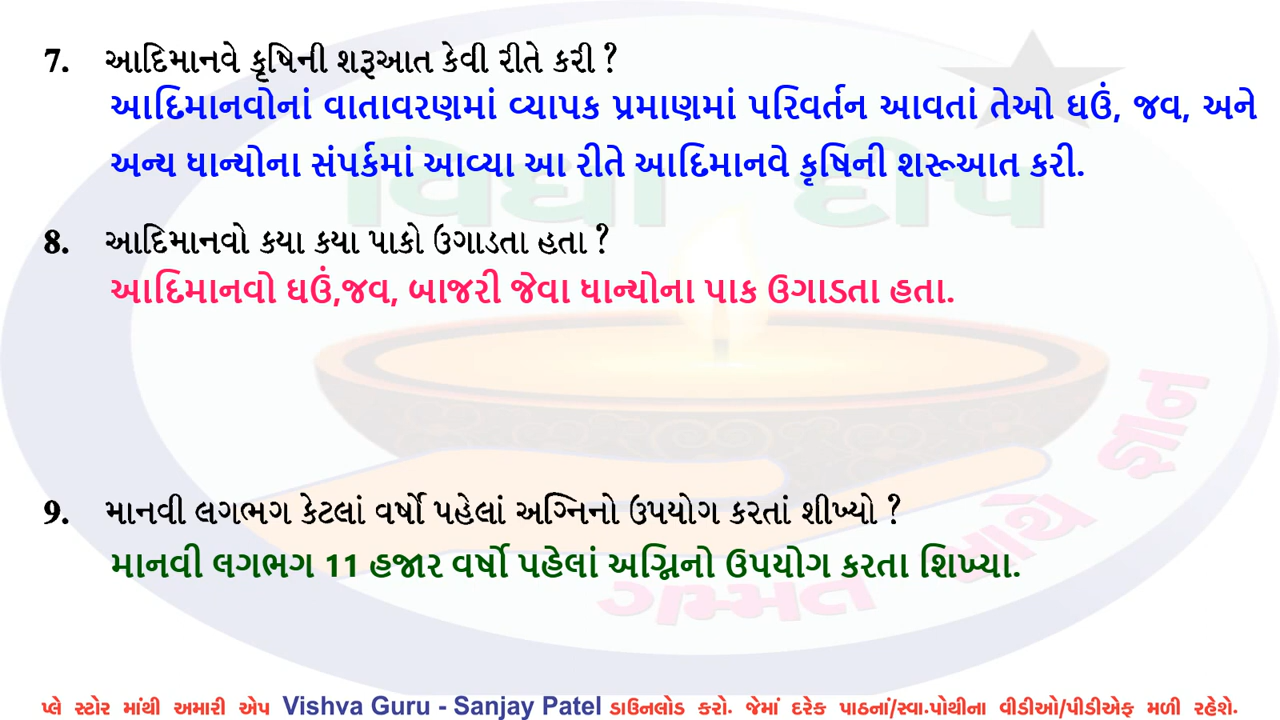 7. આદિમાનવે કૃષિની શરૂઆત કેવી રીતે કરી ?
આદિમાનવોનાં વાતાવરણમાં વ્યાપક પ્રમાણમાં પરિવર્તન આવતાં તેઓ ઘઉં, જવ, અને
અન્ય ધાન્યોના સંપર્કમાં આવ્યા આ રીતે આદિમાનવે કૃષિની શરૂઆત કરી.
વિદ્યા દીપ
8. આદિમાનવો કયા કયા પાકો ઉગાડતા હતા ?
આદિમાનવો ઘઉં,જવ, બાજરી જેવા ધાન્યોના પાક ઉગાડતા હતા.
9. માનવી લગભગ કેટલાં વર્ષો પહેલાં અગ્નિનો ઉપયોગ કરતાં શીખ્યો ?
માનવી લગભગ 11 હજાર વર્ષો પહેલાં અગ્નિનો ઉપયોગ કરતા શિખ્યા.
ગમ્મત સાથે જ્ઞાન
પ્લે સ્ટોર માંથી અમારી એપ Vishva Guru - Sanjay Patel ડાઉનલોડ કરો. જેમાં દરેક પાઠનાં/સ્વા.પોથીના વીડીઓ/પીડીએફ મળી રહેશે.